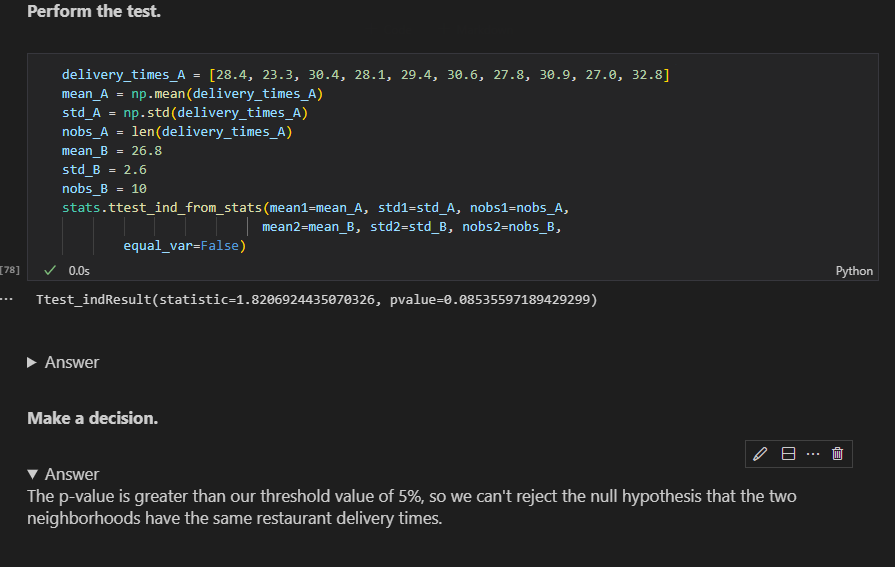 Perform the test.
delivery_times_A = [28.4, 23.3, 30.4, 28.1, 29.4, 30.6, 27.8, 30.9, 27.0, 32.8]
mean_A = np.mean(delivery_times_A)
std_A = np.std(delivery_times_A)
nobs_A = len(delivery_times_A)
mean_B = 26.8
std_B = 2.6
nobs_B = 10
stats.ttest_ind_from_stats(mean1=mean_A, std1=std_A, nobs1=nobs_A,
mean2=mean_B, std2=std_B, nobs2=nobs_B,
equal_var=False)
[78]
0.0s
Python
... Ttest_indResult(statistic=1.8206924435070326, pvalue=0.08535597189429299)
Answer
Make a decision.
Answer
The p-value is greater than our threshold value of 5%, so we can't reject the null hypothesis that the two
neighborhoods have the same restaurant delivery times.